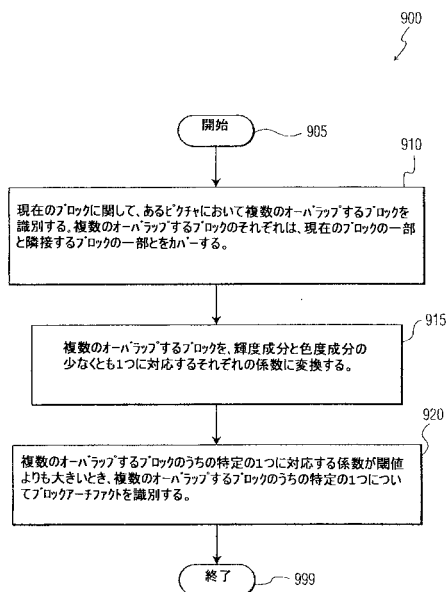 900
開始
905
910
現在のブロックに関して、あるピクチャにおいて複数のオーバラップするブロックを
識別する。複数のオーバラップするブロックのそれぞれは、現在のブロックの一部
と隣接するブロックの一部とをカバーする。
915
複数のオーバラップするブロックを、輝度成分と色度成分の
少なくとも1つに対応するそれぞれの係数に変換する。
920
複数のオーバラップするブロックのうちの特定の1つに対応する係数が閾値
よりも大きいとき、複数のオーバラップするブロックのうちの特定の1つについ
てブロックアーチファクトを識別する。
終了
999